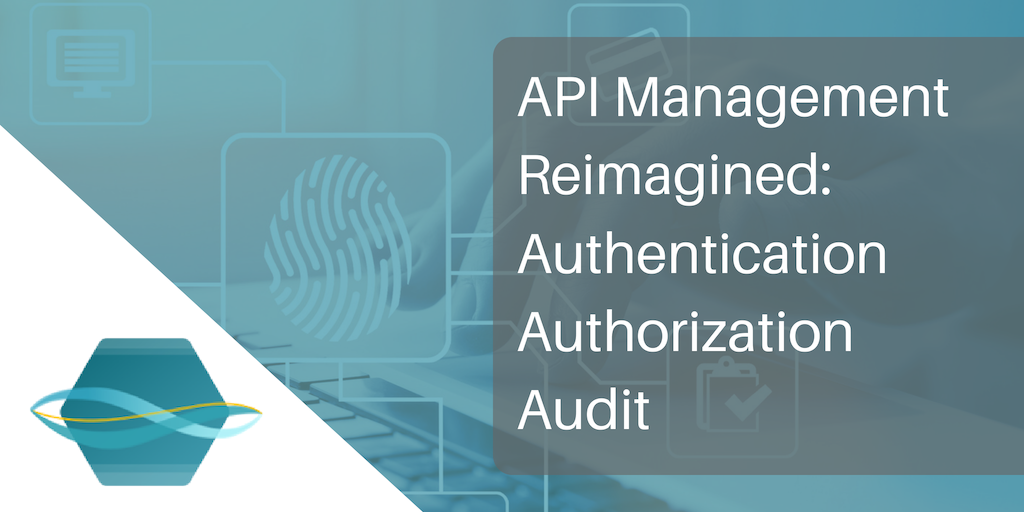 API Management
Reimagined:
Authentication
Authorization
Audit